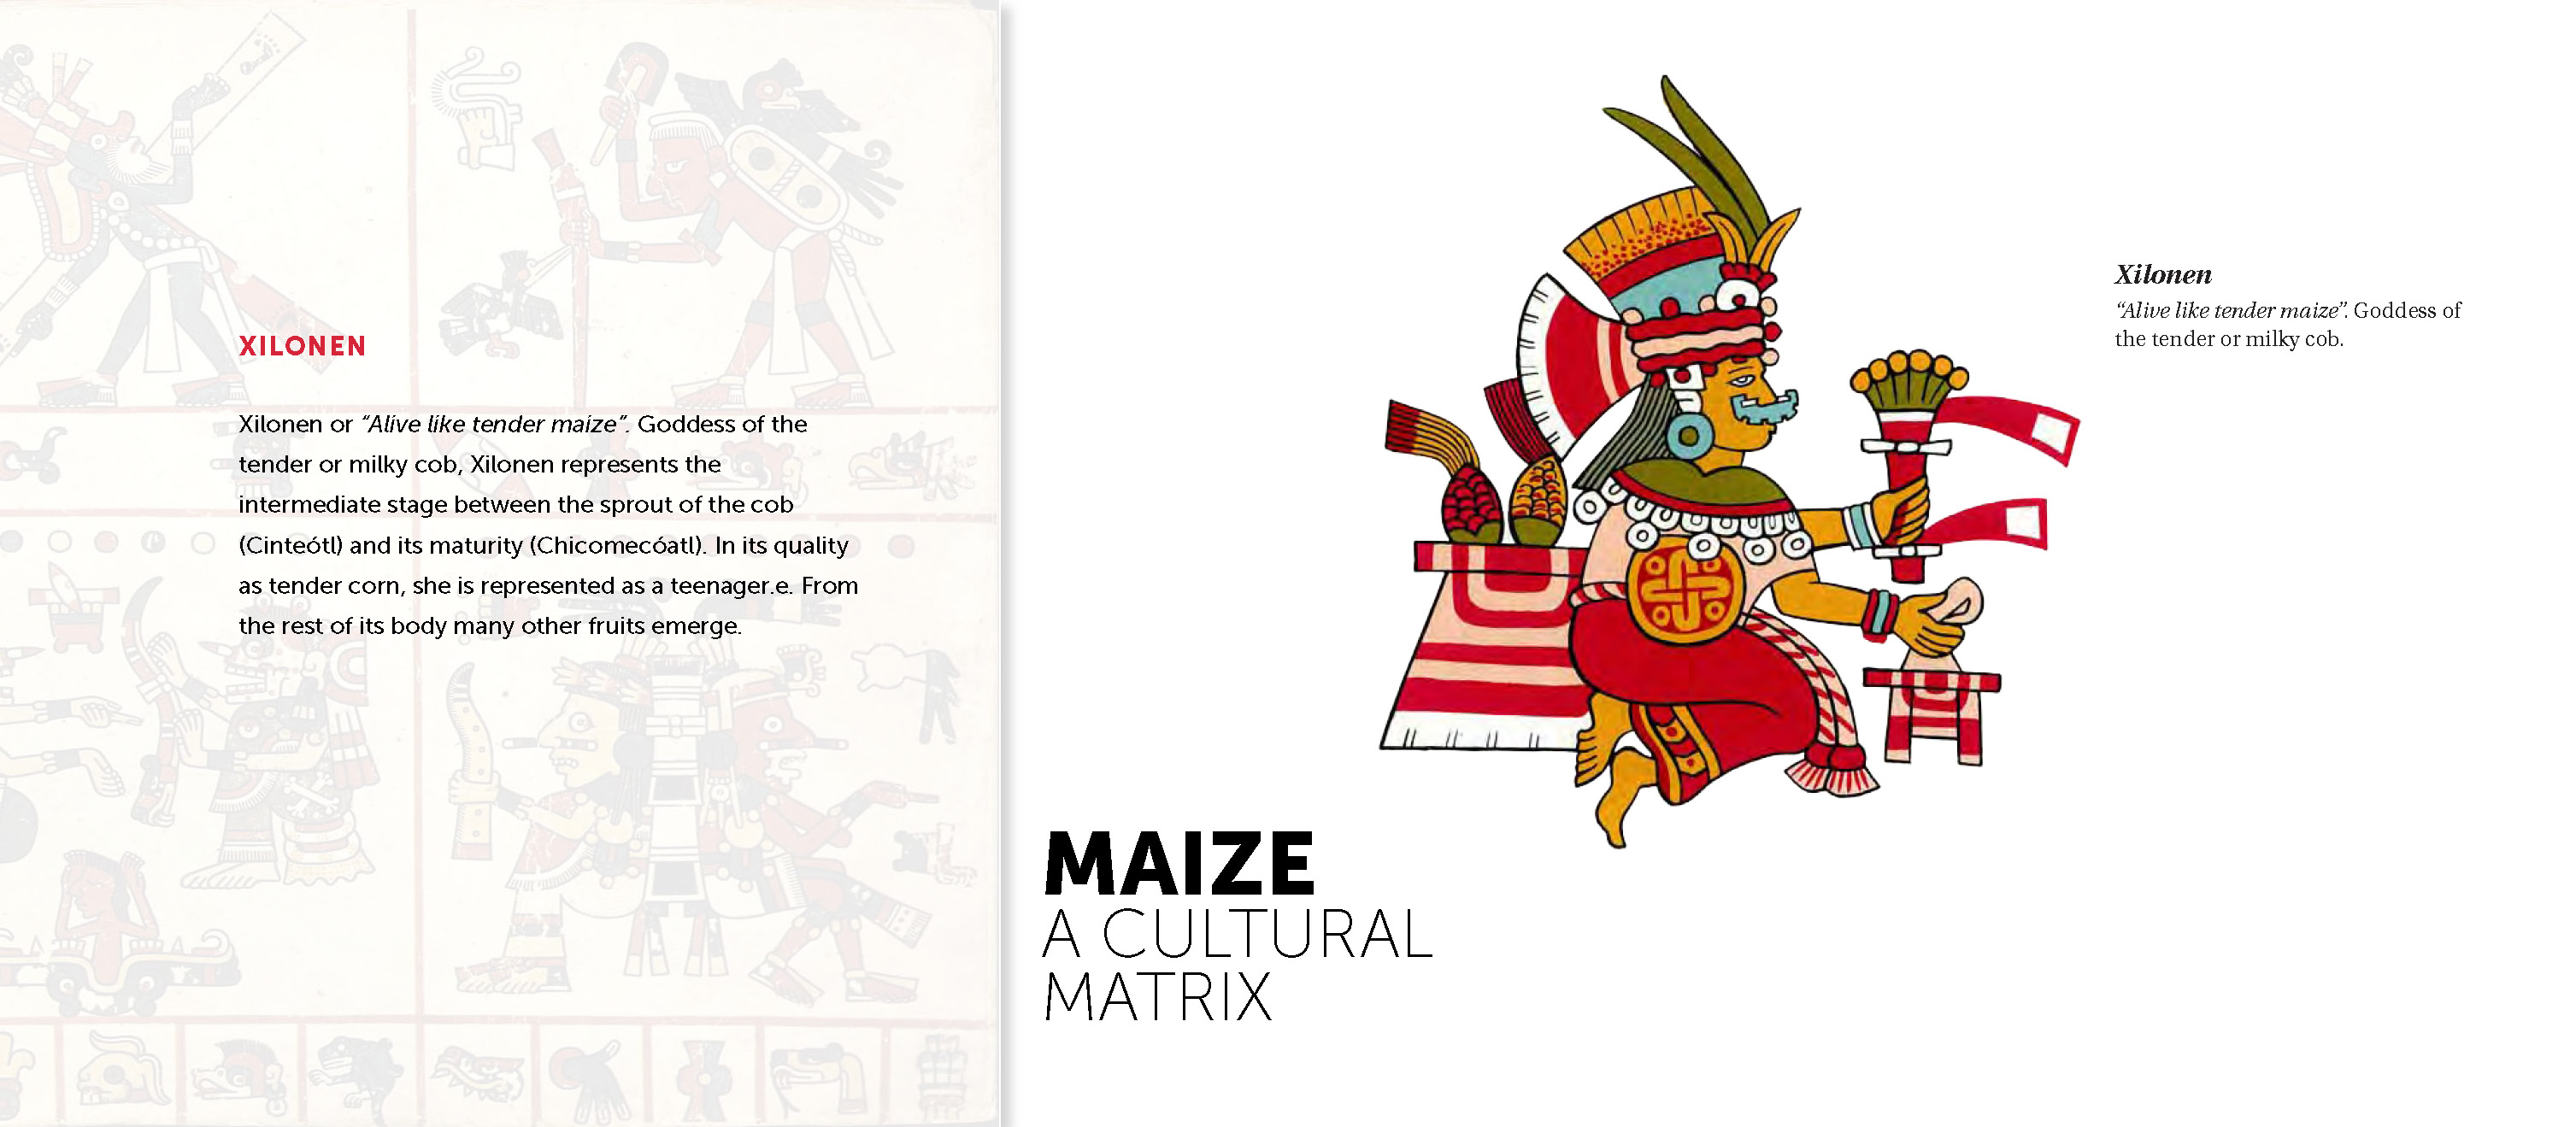 XILONEN
Xilonen or “Alive like tender maize”. Goddess of the
tender or milky cob, Xilonen represents the
intermediate stage between the sprout of the cob
(Cinteótl) and its maturity (Chicomecóatl). In its quality
as tender corn, she is represented as a teenager.e. From
the rest of its body many other fruits emerge.
MAIZE
A CULTURAL
MATRIX
Xilonen
“Alive like tender maize”. Goddess of
the tender or milky cob.